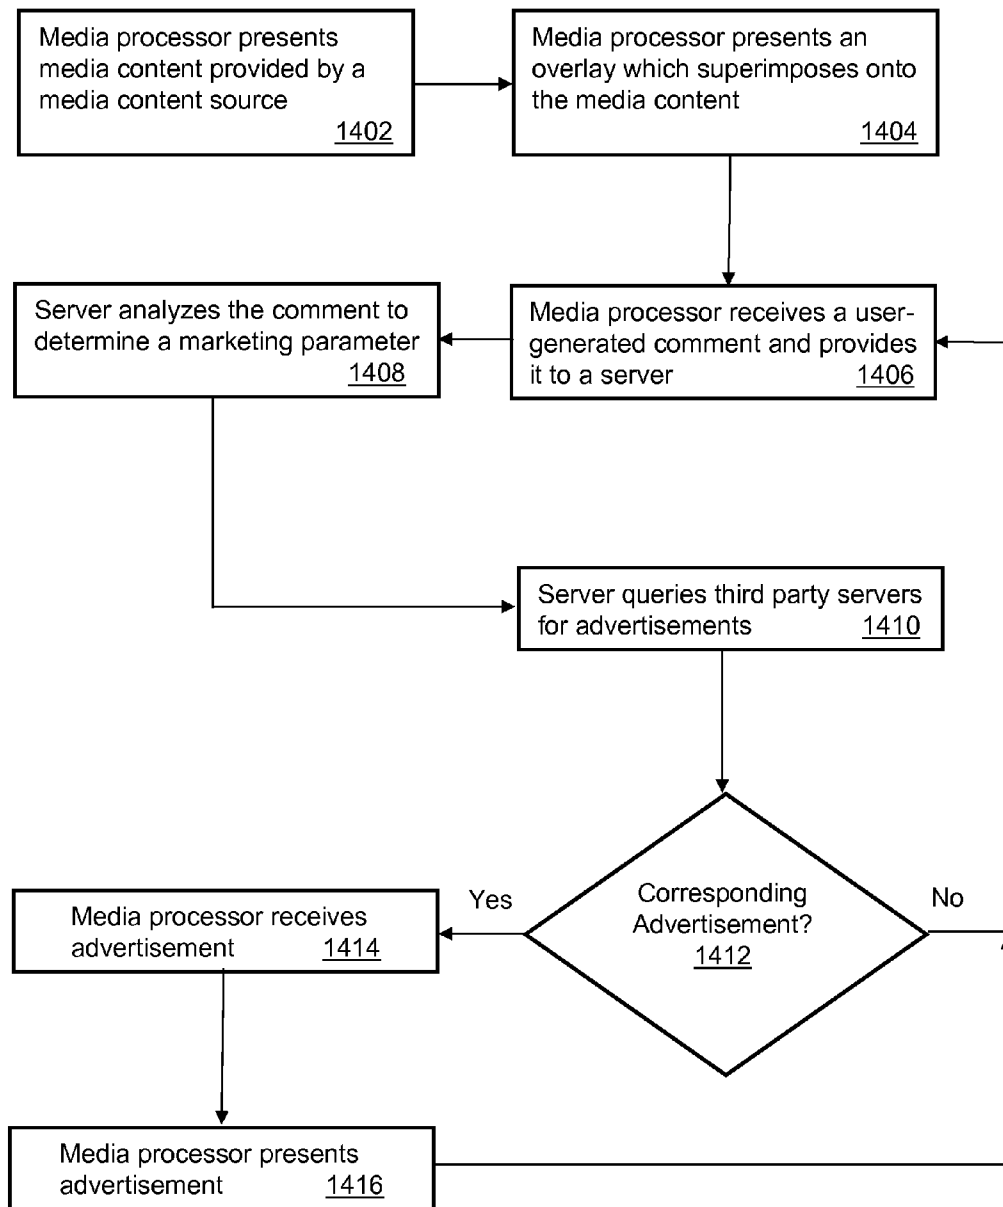 Media processor presents
media content provided by a
media content source
1402
Media processor presents an
overlay which superimposes onto
the media content
1404
Server analyzes the comment to
determine a marketing parameter
1408
Media processor receives a user-
generated comment and provides
it to a server
1406
Server queries third party servers
for advertisements 1410
Corresponding
Advertisement?
1412
Yes
No
Media processor receives
advertisement 1414
Media processor presents
advertisement 1416